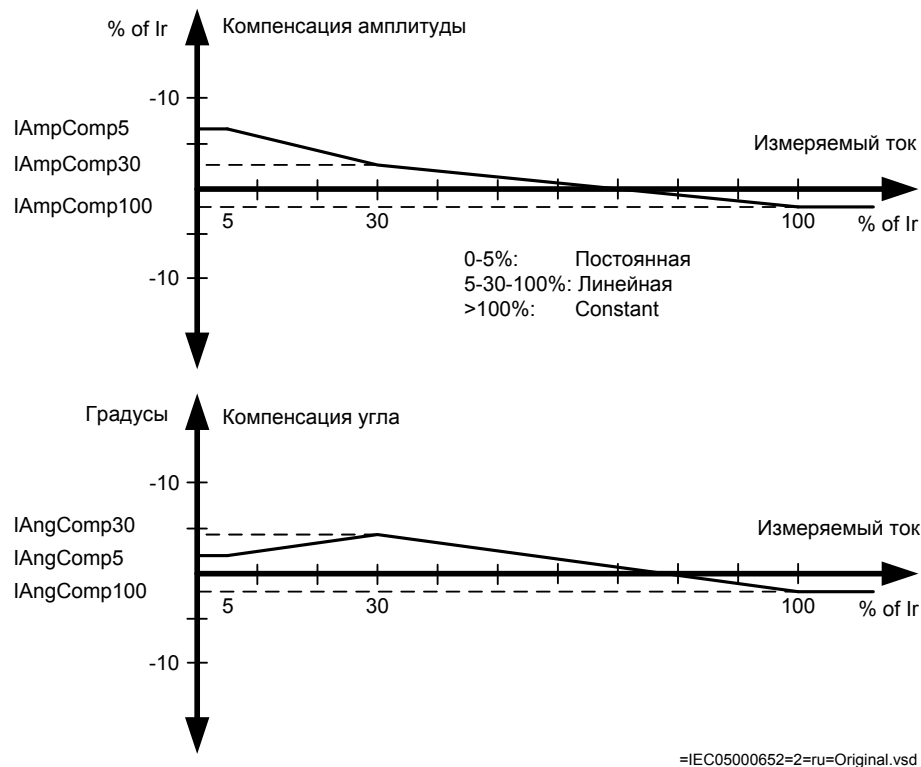 % of Ir
Компенсация амплитуды
-10
IAmpComp5
Измеряемый ток
IAmpComp30
IAmpComp100
5
30
100
% of Ir
0-5%: Постоянная
5-30-100%: Линейная
>100%: Constant
-10
Градусы
Компенсация угла
-10
IAngComp30
Измеряемый ток
IAngComp5
IAngComp100
5
30
100
% of Ir
-10
=IEC05000652=2=ru=Original.vsd